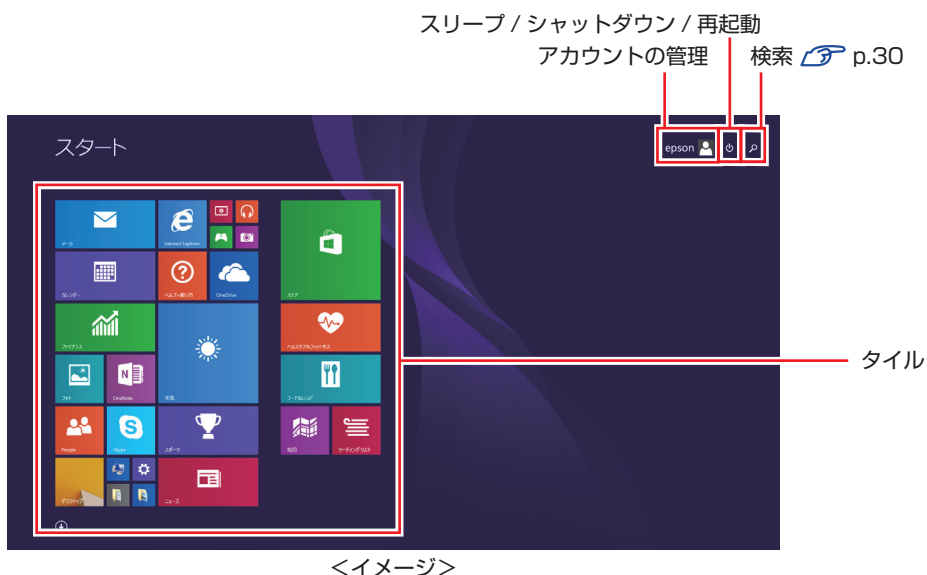 スリープ / シャットダウン / 再起動
アカウントの管理
検索 p.30
スタート
epson
メール
Internet Explorer
カレンダー
ヘルプ+使い方
OneDrive
ストア
ファイナンス
ヘルスケア&フィットネス
フォト
OneNote
天気
フード&レシピ
タイル
People
Skype
スポーツ
地図
リーディング リスト
デスクトップ
ニュース
<イメージ>